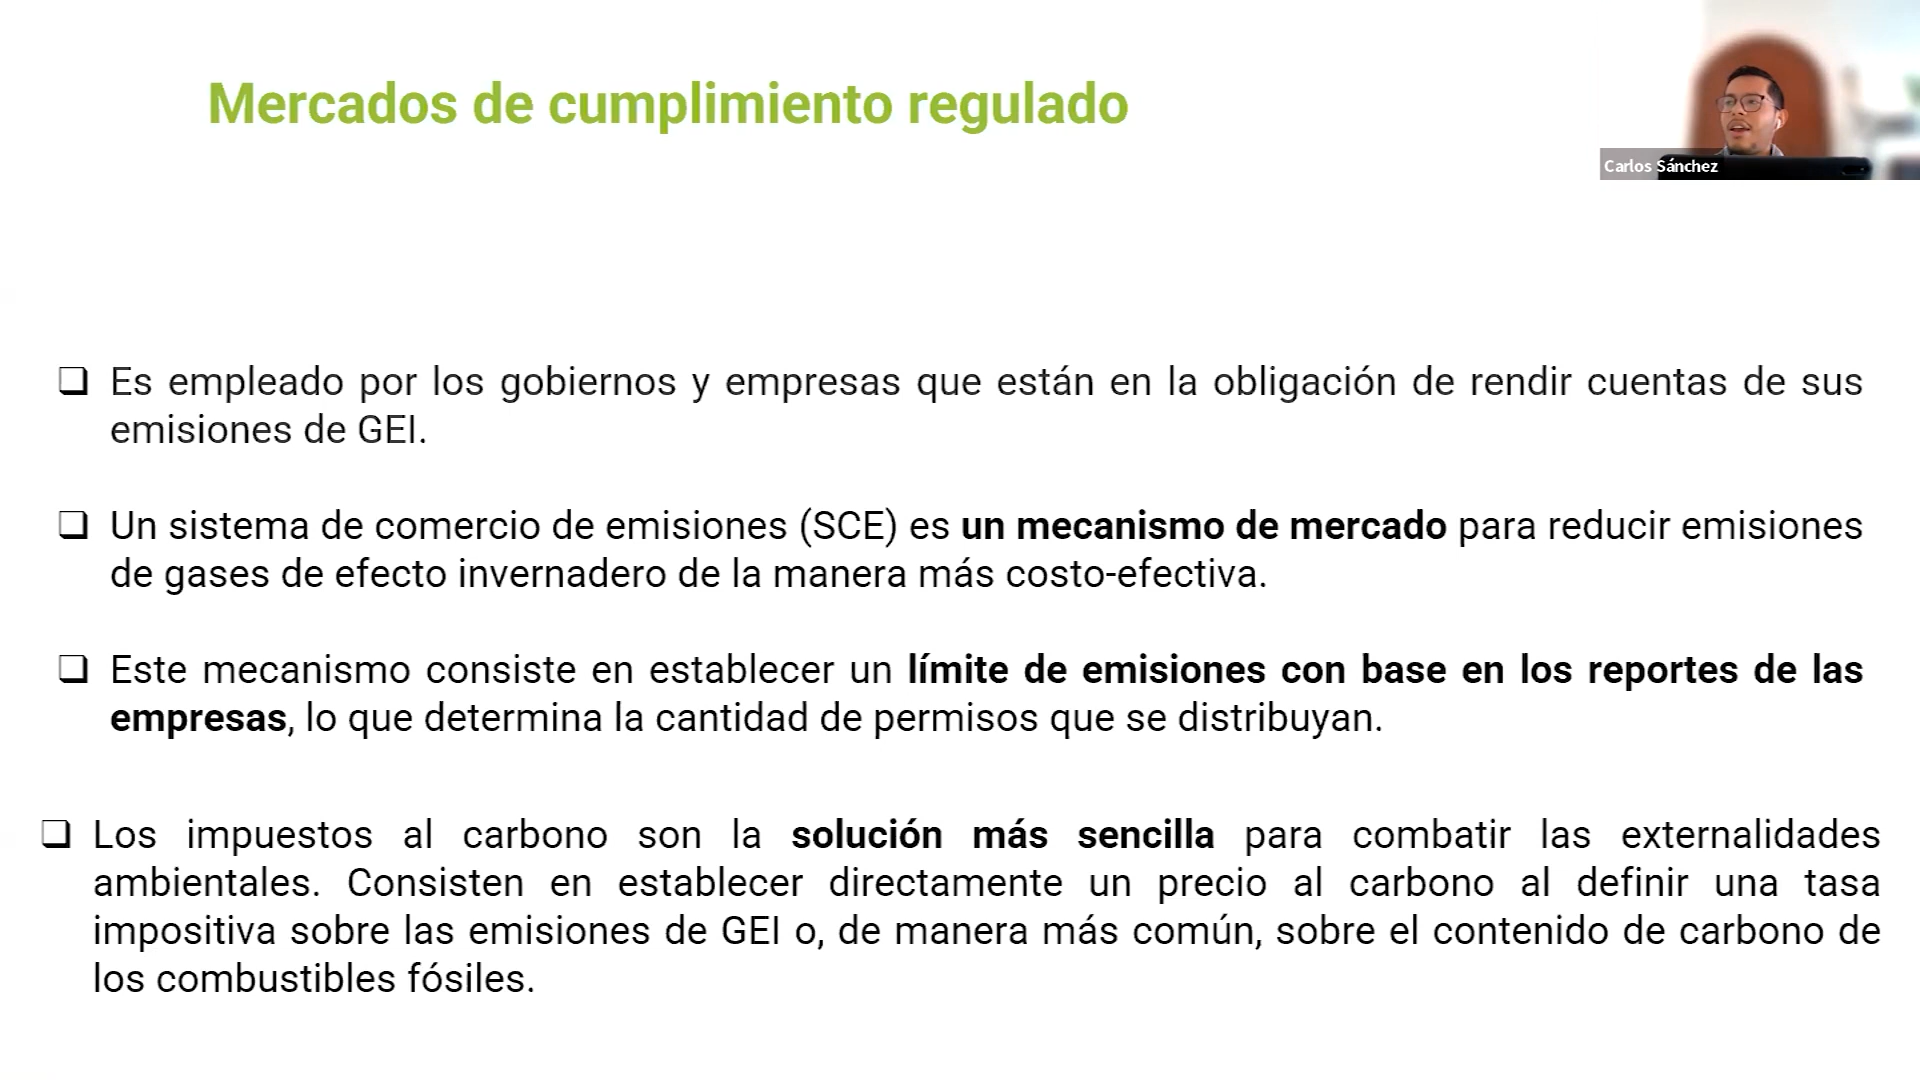 Mercados de cumplimiento regulado
Carlos Sánchez
❑ Es empleado por los gobiernos y empresas que están en la obligación de rendir cuentas de sus
emisiones de GEI.
❑ Un sistema de comercio de emisiones (SCE) es un mecanismo de mercado para reducir emisiones
de gases de efecto invernadero de la manera más costo-efectiva.
❑ Este mecanismo consiste en establecer un límite de emisiones con base en los reportes de las
empresas, lo que determina la cantidad de permisos que se distribuyan.
❑ Los impuestos al carbono son la solución más sencilla para combatir las externalidades
ambientales. Consisten en establecer directamente un precio al carbono al definir una tasa
impositiva sobre las emisiones de GEI o, de manera más común, sobre el contenido de carbono de
los combustibles fósiles.